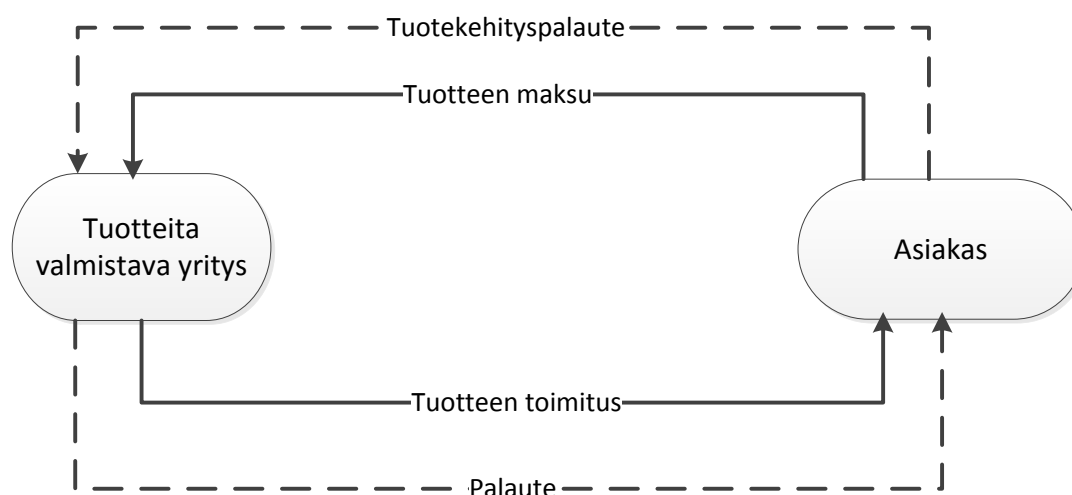 Tuotekehityspalaute
Tuotteen maksu
Tuotteita
valmistava yritys
Asiakas
Tuotteen toimitus
Palaute